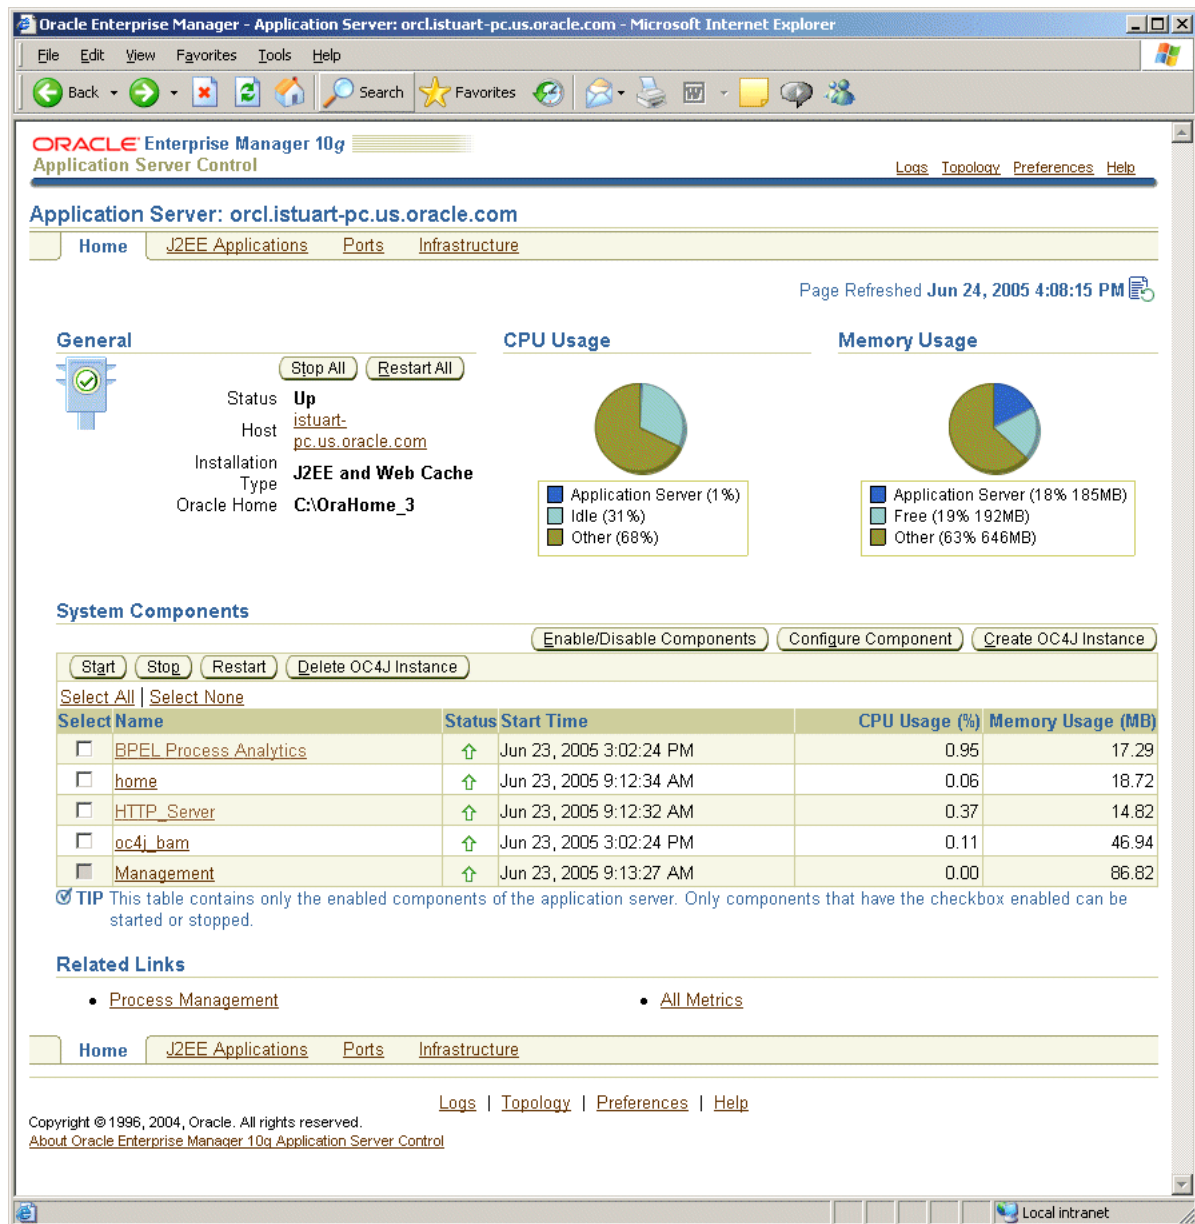 Oracle Enterprise Manager - Application Server: orcl.istuart-pc.us.oracle.com - Microsoft Internet Explorer
File Edit View Favorites Tools Help
Back Search Favorites
ORACLE Enterprise Manager 10g
Application Server Control
Logs Topology Preferences Help
Application Server: orcl.istuart-pc.us.oracle.com
Home J2EE Applications Ports Infrastructure
Page Refreshed Jun 24, 2005 4:08:15 PM
General
Stop All Restart All
Status Up
Host istuart-
pc.us.oracle.com
Installation
Type J2EE and Web Cache
Oracle Home C:\OraHome_3
CPU Usage
Application Server (1%)
Idle (31%)
Other (68%)
Memory Usage
Application Server (18% 185MB)
Free (19% 192MB)
Other (63% 646MB)
System Components
Enable/Disable Components Configure Component Create OC4J Instance
Start Stop Restart Delete OC4J Instance
Select All | Select None
Select Name Status Start Time CPU Usage (%) Memory Usage (MB)
BPEL Process Analytics Jun 23, 2005 3:02:24 PM 0.95 17.29
home Jun 23, 2005 9:12:34 AM 0.06 18.72
HTTP_Server Jun 23, 2005 9:12:32 AM 0.37 14.82
oc4j_bam Jun 23, 2005 3:02:24 PM 0.11 46.94
Management Jun 23, 2005 9:13:27 AM 0.00 86.82
TIP This table contains only the enabled components of the application server. Only components that have the checkbox enabled can be
started or stopped.
Related Links
• Process Management • All Metrics
Home J2EE Applications Ports Infrastructure
Logs | Topology | Preferences | Help
Copyright © 1996, 2004, Oracle. All rights reserved.
About Oracle Enterprise Manager 10g Application Server Control
Local intranet